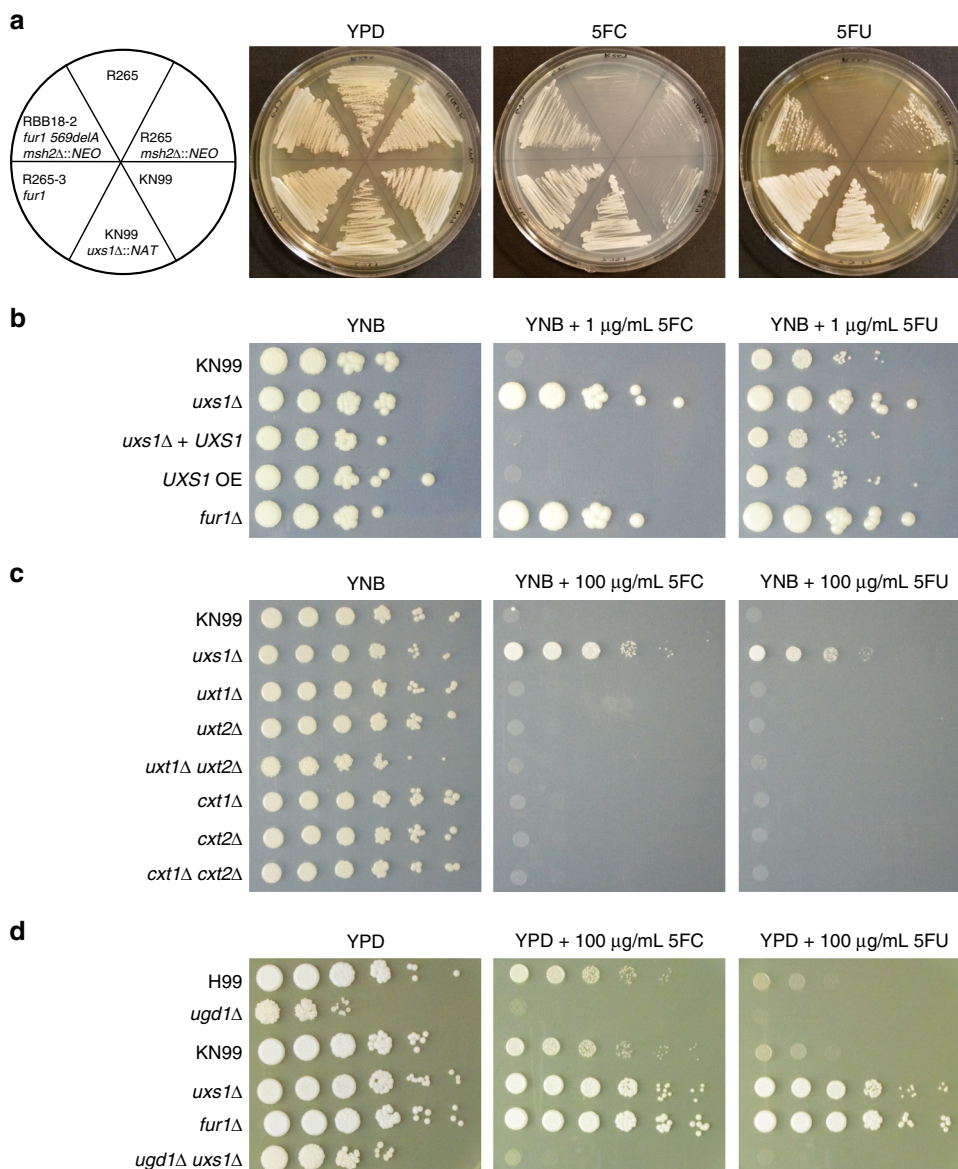 a
YPD
5FC
5FU
R265
RBB18-2
fur1 569delA
msh2Δ::NEO
R265
msh2Δ::NEO
R265-3
fur1
KN99
KN99
uxs1Δ::NAT
b
YNB
YNB + 1 μg/mL 5FC
YNB + 1 μg/mL 5FU
KN99
uxs1Δ
uxs1Δ + UXS1
UXS1 OE
fur1Δ
c
YNB
YNB + 100 μg/mL 5FC
YNB + 100 μg/mL 5FU
KN99
uxs1Δ
uxt1Δ
uxt2Δ
uxt1Δ uxt2Δ
cxt1Δ
cxt2Δ
cxt1Δ cxt2Δ
d
YPD
YPD + 100 μg/mL 5FC
YPD + 100 μg/mL 5FU
H99
ugd1Δ
KN99
uxs1Δ
fur1Δ
ugd1Δ uxs1Δ